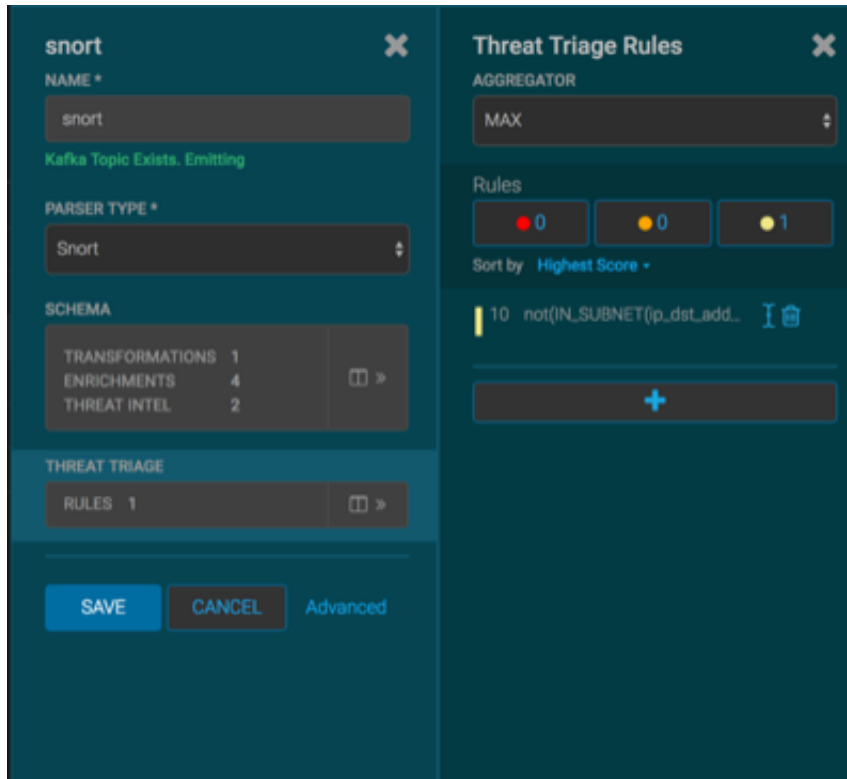 snort
NAME *
snort
Kafka Topic Exists. Emitting
PARSER TYPE *
Snort
SCHEMA
TRANSFORMATIONS 1
ENRICHMENTS 4
THREAT INTEL 2
THREAT TRIAGE
RULES 1
SAVE CANCEL Advanced
Threat Triage Rules
AGGREGATOR
MAX
Rules
0 0 1
Sort by Highest Score
10 not(IN_SUBNET(ip_dst_add...